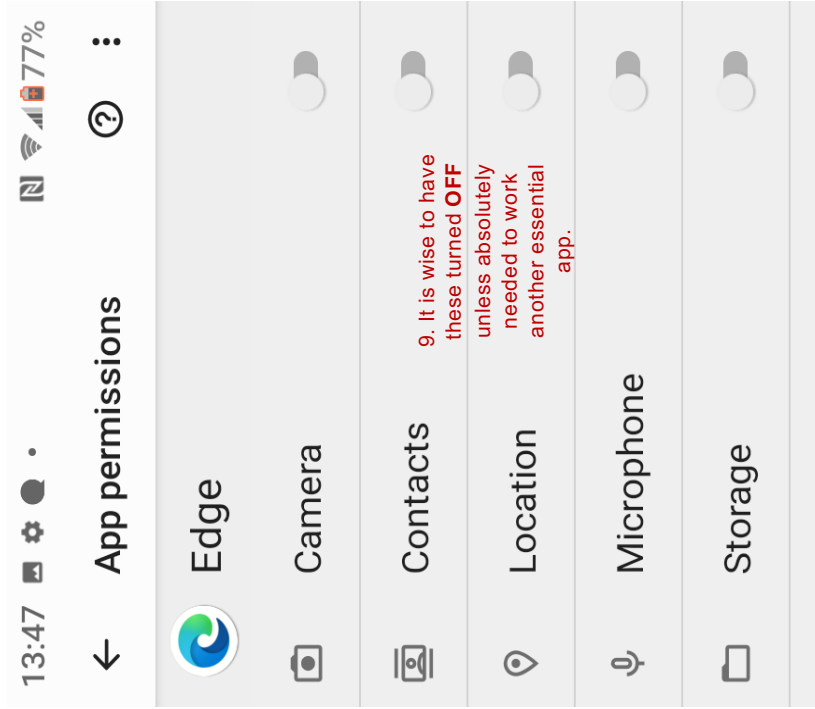 13:47 77%
App permissions
Edge
Camera
Contacts
9. It is wise to have
these turned OFF
unless absolutely
needed to work
another essential
app.
Location
Microphone
Storage